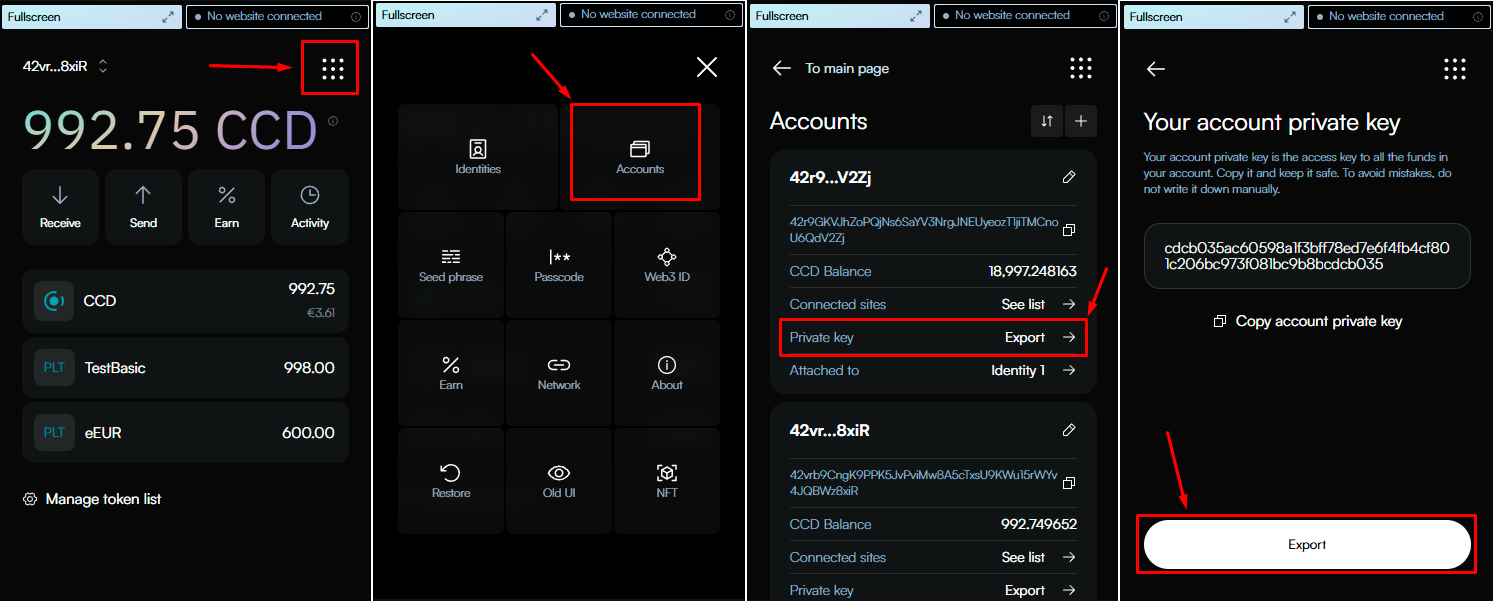 Fullscreen
No website connected
42vr...8xiR
992.75 CCD
Receive
Send
Earn
Activity
CCD
992.75
€3.61
PLT
TestBasic
998.00
PLT
eEUR
600.00
Manage token list
Fullscreen
No website connected
Identities
Accounts
Seed phrase
Passcode
Web3 ID
Earn
Network
About
Restore
Old UI
NFT
Fullscreen
No website connected
To main page
Accounts
42r9...V2Zj
42r9GKVJhZoPQjNs6SaYV3NrgJNEUyeozT1jiTMCno
U6QdV2Zj
CCD Balance
18,997.248163
Connected sites
See list
Private key
Export
Attached to
Identity 1
42vr...8xiR
42vrb9CngK9PPK5JvPviMw8A5cTxsU9KWu15rWYv
4JQBWz8xiR
CCD Balance
992.749652
Connected sites
See list
Private key
Export
Fullscreen
No website connected
Your account private key
Your account private key is the access key to all the funds in
your account. Copy it and keep it safe. To avoid mistakes, do
not write it down manually.
cdcb035ac60598a1f3bff78ed7e6f4fb4cf80
1c206bc973f081bc9b8bcdcb035
Copy account private key
Export